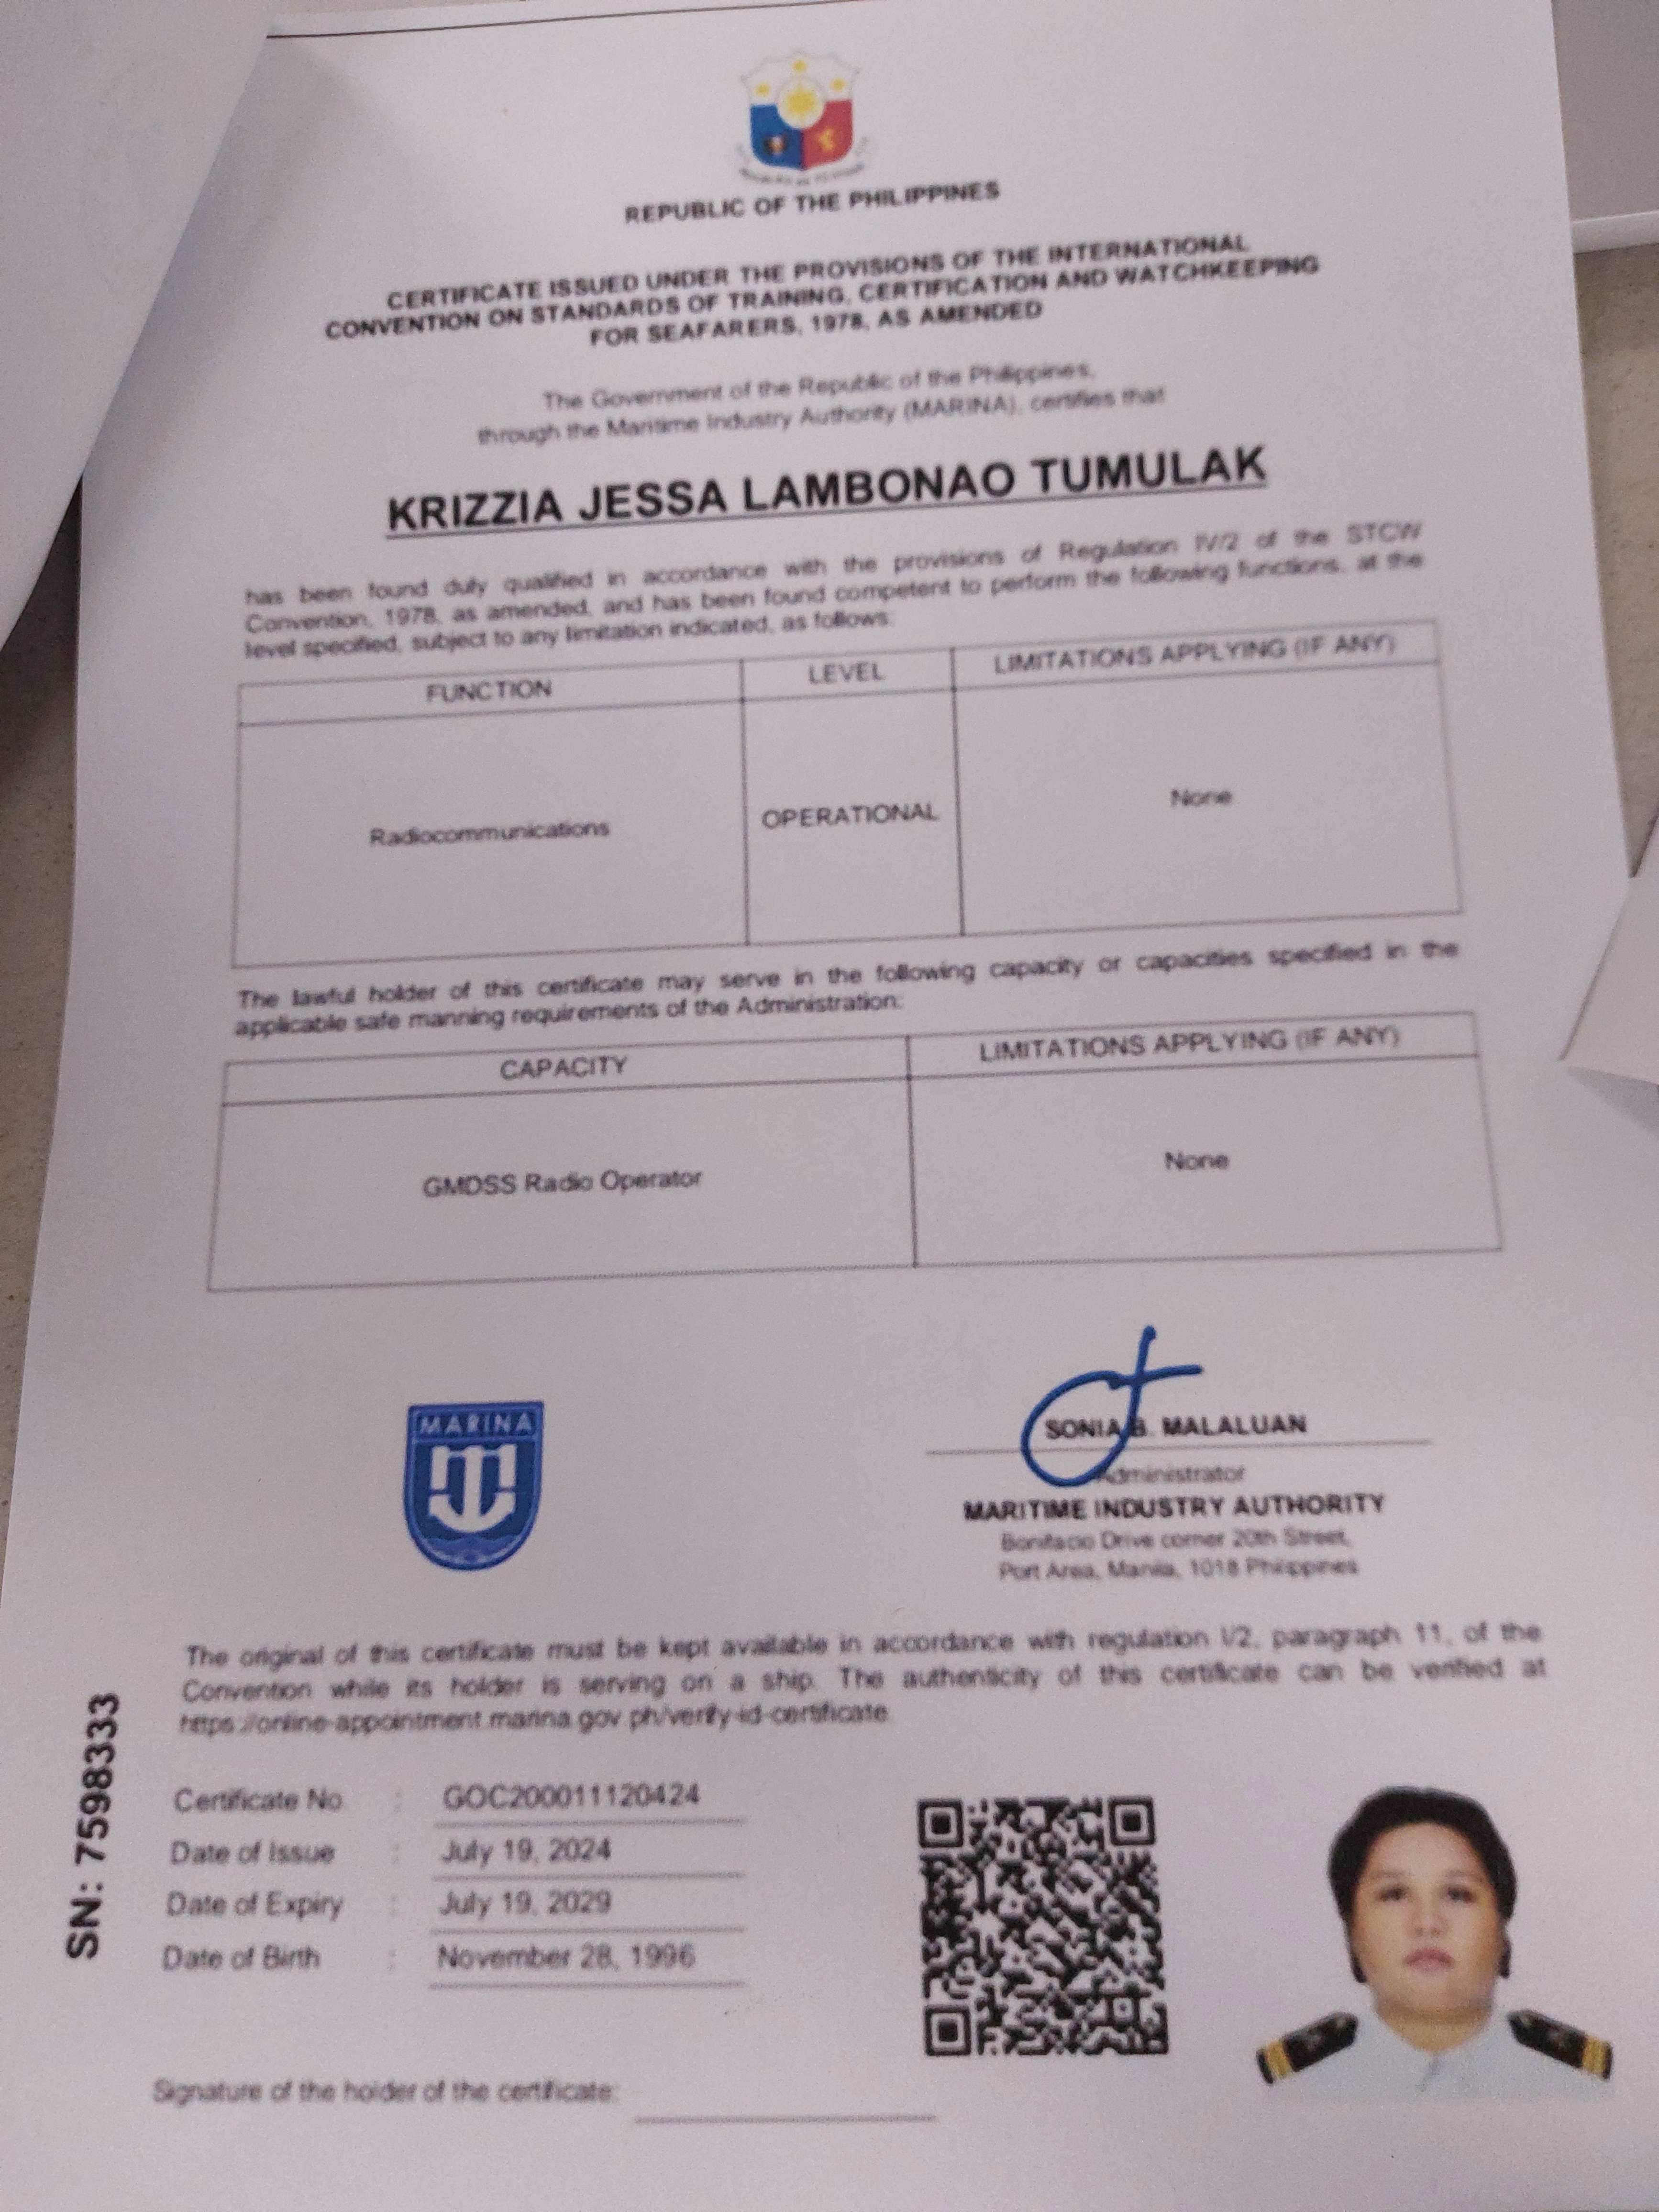 REPUBLIC OF THE PHILIPPINES
CERTIFICATE ISSUED UNDER THE PROVISIONS OF THE INTERNATIONAL
CONVENTION ON STANDARDS OF TRAINING, CERTIFICATION AND WATCHKEEPING
FOR SEAFARERS, 1978, AS AMENDED
The Government of the Republic of the Philippines,
through the Maritime Industry Authority (MARINA), certifies that
KRIZZIA JESSA LAMBONAO TUMULAK
has been found duly qualified in accordance with the provisions of Regulation IV/2 of the STCW
Convention, 1978, as amended, and has been found competent to perform the following functions, at the
level specified, subject to any limitation indicated, as follows:
FUNCTION LEVEL LIMITATIONS APPLYING (IF ANY)
Radiocommunications OPERATIONAL None
The lawful holder of this certificate may serve in the following capacity or capacities specified in the
applicable safe manning requirements of the Administration:
CAPACITY LIMITATIONS APPLYING (IF ANY)
GMDSS Radio Operator None
MARINA
SONIA B. MALALUAN
Administrator
MARITIME INDUSTRY AUTHORITY
Bonifacio Drive corner 20th Street,
Port Area, Manila, 1018 Philippines
The original of this certificate must be kept available in accordance with regulation I/2, paragraph 11, of the
Convention while its holder is serving on a ship. The authenticity of this certificate can be verified at
https://online-appointment.marina.gov.ph/verify-id-certificate
SN: 7598333
Certificate No : GOC200011120424
Date of Issue : July 19, 2024
Date of Expiry : July 19, 2029
Date of Birth : November 28, 1996
Signature of the holder of the certificate: